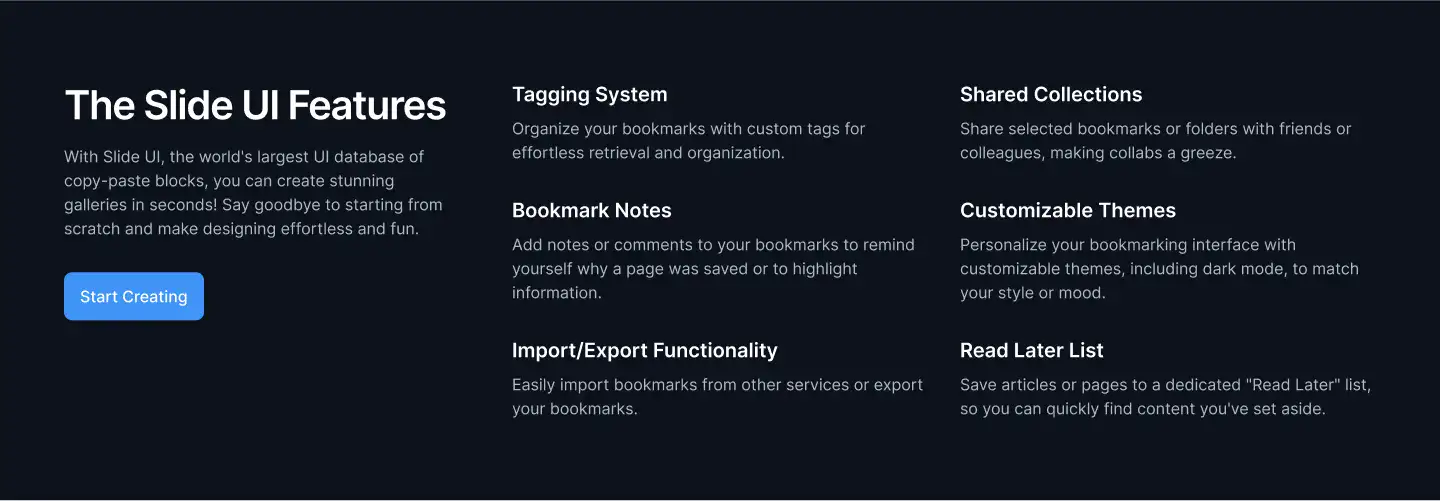 The Slide UI Features
With Slide UI, the world's largest UI database of
copy-paste blocks, you can create stunning
galleries in seconds! Say goodbye to starting from
scratch and make designing effortless and fun.
Start Creating
Tagging System
Organize your bookmarks with custom tags for
effortless retrieval and organization.
Bookmark Notes
Add notes or comments to your bookmarks to remind
yourself why a page was saved or to highlight
information.
Import/Export Functionality
Easily import bookmarks from other services or export
your bookmarks.
Shared Collections
Share selected bookmarks or folders with friends or
colleagues, making collabs a greeze.
Customizable Themes
Personalize your bookmarking interface with
customizable themes, including dark mode, to match
your style or mood.
Read Later List
Save articles or pages to a dedicated "Read Later" list,
so you can quickly find content you've set aside.